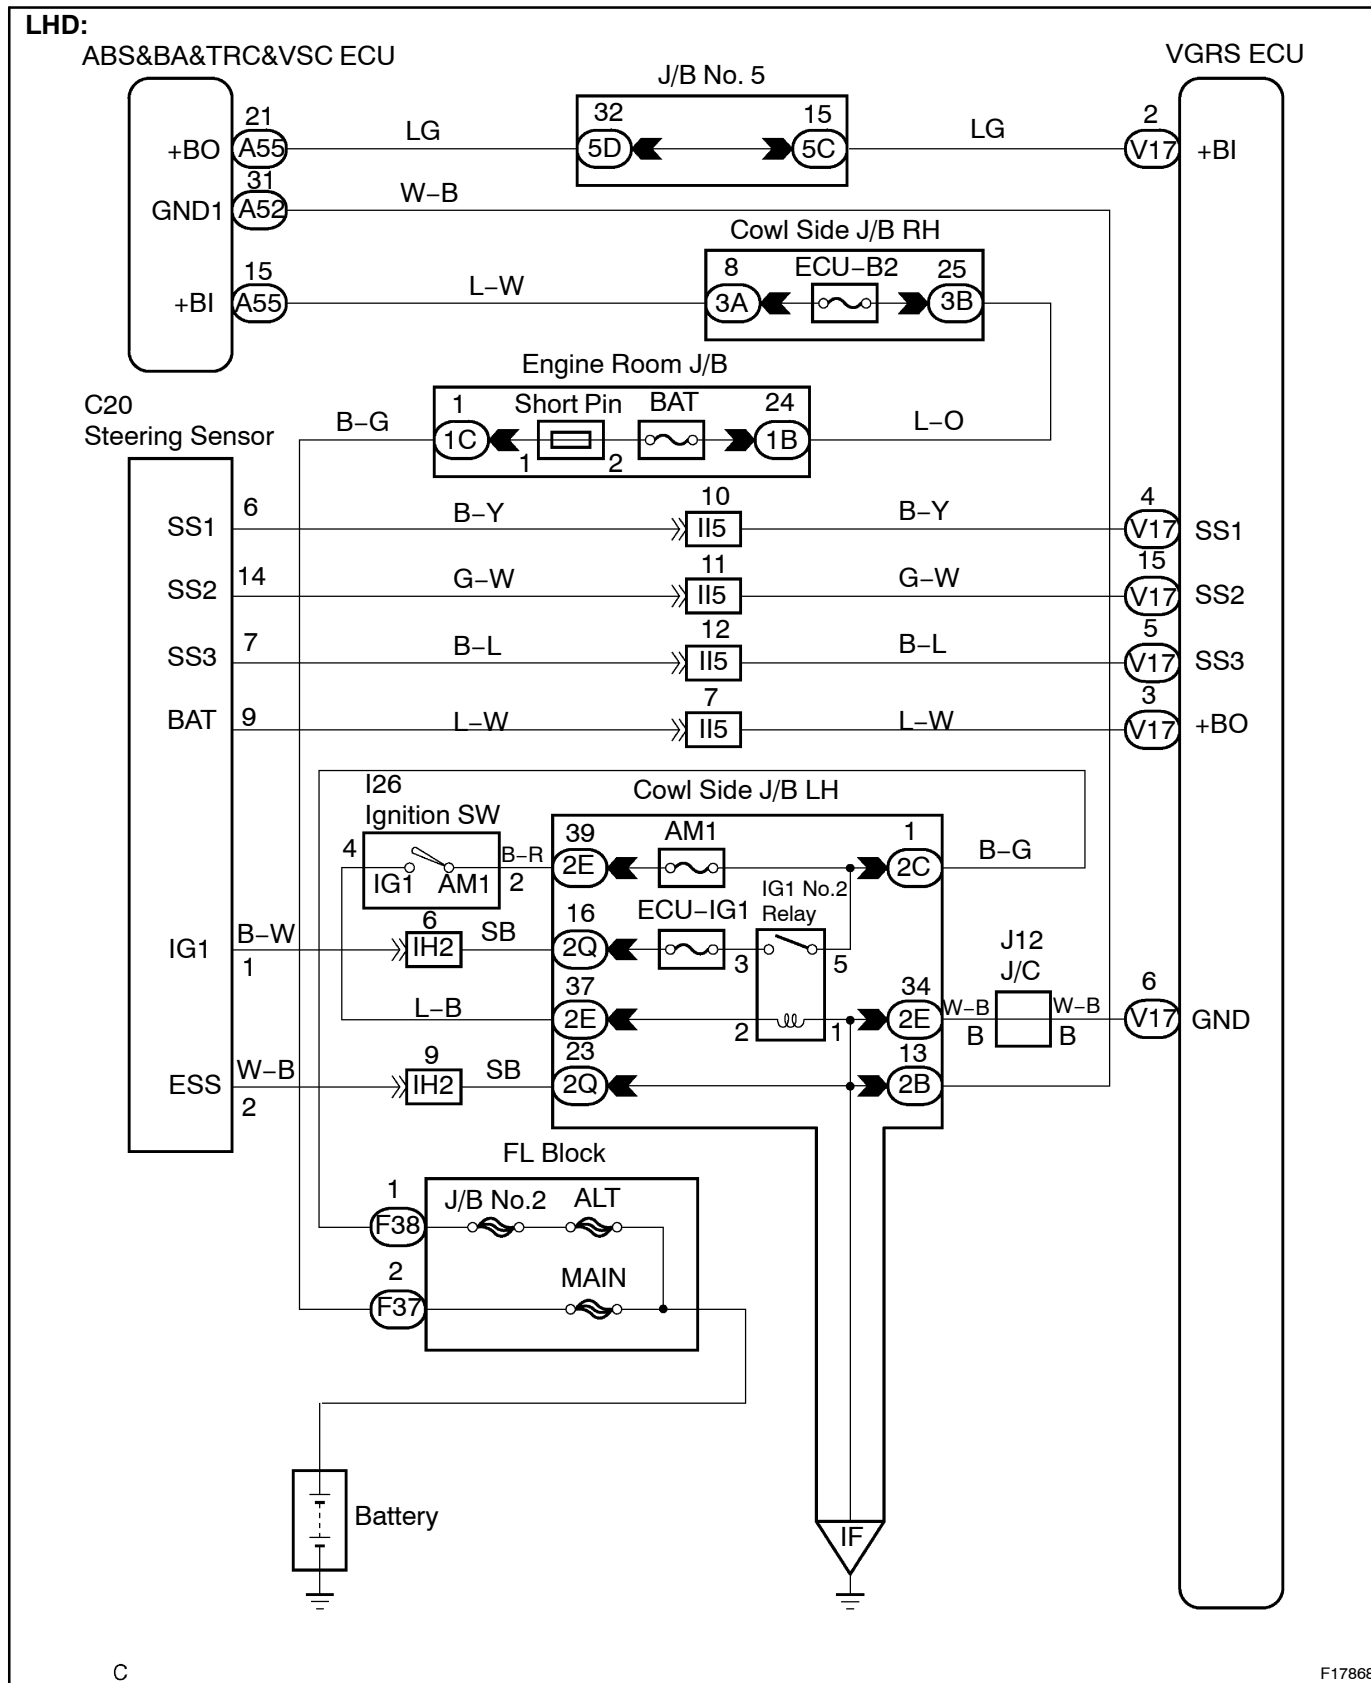 LHD:
ABS&BA&TRC&VSC ECU
VGRS ECU
J/B No. 5
21
32
15
2
+BO
A55
LG
5D
5C
LG
V17
+BI
31
GND1
A52
W–B
Cowl Side J/B RH
15
8
ECU–B2
25
+BI
A55
L–W
3A
3B
Engine Room J/B
C20
Steering Sensor
B–G
1
Short Pin
BAT
24
L–O
1C
1B
1
2
SS1
6
B–Y
10
II5
B–Y
4
V17
SS1
SS2
14
G–W
11
II5
G–W
15
V17
SS2
SS3
7
B–L
12
II5
B–L
5
V17
SS3
BAT
9
L–W
7
II5
L–W
3
V17
+BO
I26
Ignition SW
Cowl Side J/B LH
4
IG1
AM1
B–R
2
39
2E
AM1
1
2C
B–G
IG1 No.2
Relay
IG1
B–W
1
6
IH2
SB
16
2Q
ECU–IG1
3
5
J12
J/C
L–B
37
2E
2
1
34
2E
W–B
B
W–B
B
6
V17
GND
ESS
W–B
2
9
IH2
SB
23
2Q
13
2B
FL Block
1
F38
J/B No.2
ALT
2
F37
MAIN
Battery
IF
C
F17868